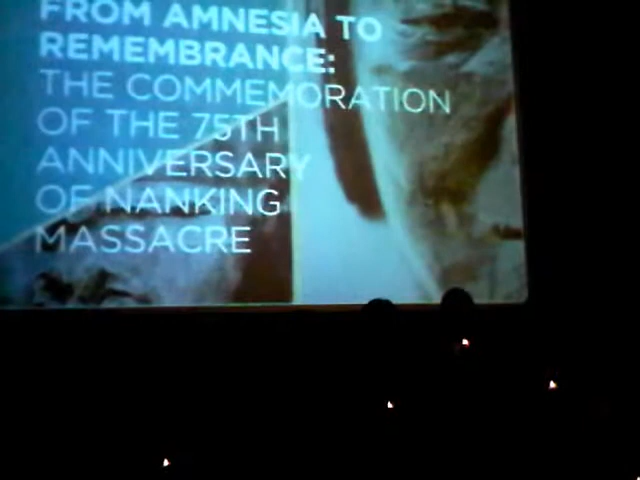 FROM AMNESIA TO
REMEMBRANCE:
THE COMMEMORATION
OF THE 75TH
ANNIVERSARY
OF NANKING
MASSACRE